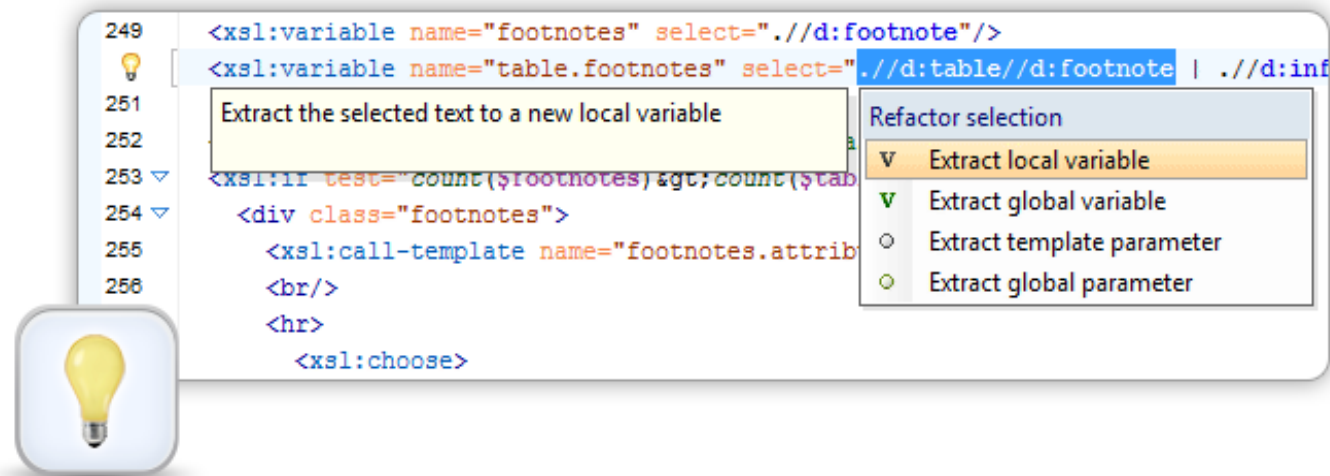 249 <xsl:variable name="footnotes" select=".//d:footnote"/>
<xsl:variable name="table.footnotes" select=".//d:table//d:footnote | .//d:inf
251
Extract the selected text to a new local variable
Refactor selection
252
Extract local variable
253 <xsl:if test="count($footnotes)&gt;count($tab
Extract global variable
254 <div class="footnotes">
Extract template parameter
255 <xsl:call-template name="footnotes.attrib
Extract global parameter
256 <br/>
<hr>
<xsl:choose>